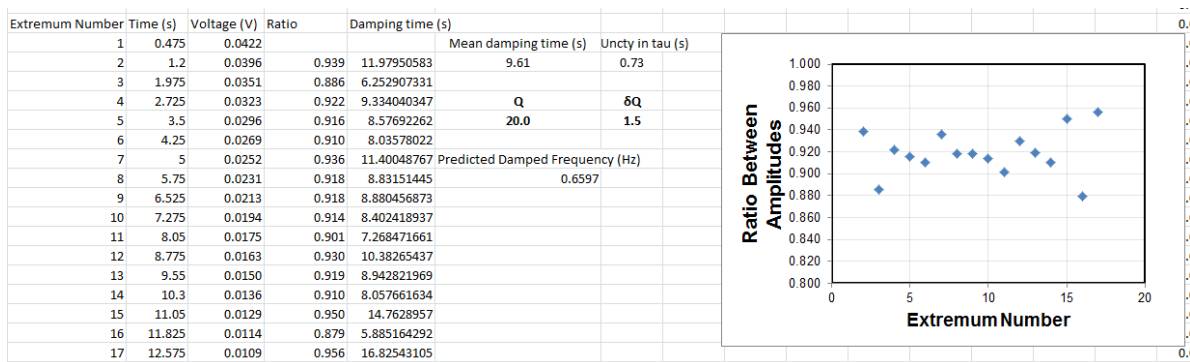 Extremum Number Time (s) Voltage (V) Ratio Damping time (s)
1 0.475 0.0422 Mean damping time (s) Uncty in tau (s)
2 1.2 0.0396 0.939 11.97950583 9.61 0.73
3 1.975 0.0351 0.886 6.252907331
4 2.725 0.0323 0.922 9.334040347 Q δQ
5 3.5 0.0296 0.916 8.57692262 20.0 1.5
6 4.25 0.0269 0.910 8.03578022
7 5 0.0252 0.936 11.40048767 Predicted Damped Frequency (Hz)
8 5.75 0.0231 0.918 8.83151445 0.6597
9 6.525 0.0213 0.918 8.880456873
10 7.275 0.0194 0.914 8.402418937
11 8.05 0.0175 0.901 7.268471661
12 8.775 0.0163 0.930 10.38265437
13 9.55 0.0150 0.919 8.942821969
14 10.3 0.0136 0.910 8.057661634
15 11.05 0.0129 0.950 14.7628957
16 11.825 0.0114 0.879 5.885164292
17 12.575 0.0109 0.956 16.82543105
Ratio Between
Amplitudes
1.000
0.980
0.960
0.940
0.920
0.900
0.880
0.860
0.840
0.820
0.800
0 5 10 15 20
Extremum Number